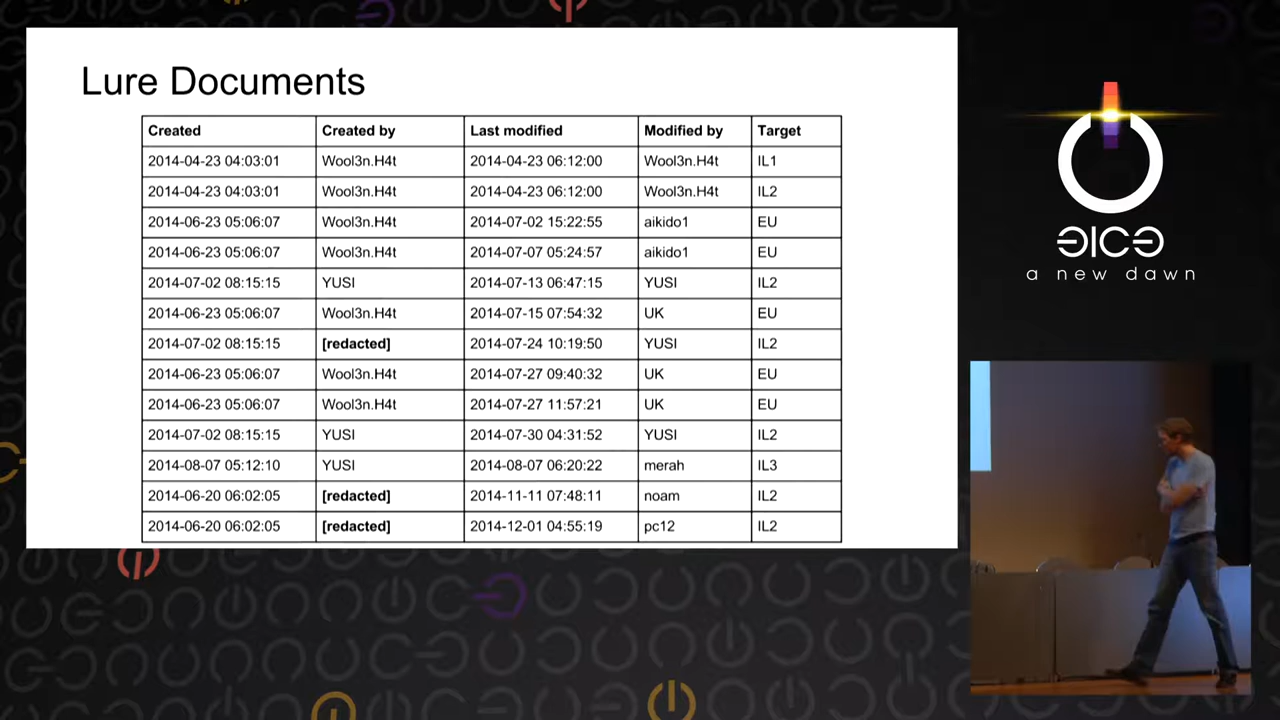 Lure Documents
Created Created by Last modified Modified by Target
2014-04-23 04:03:01 Wool3n.H4t 2014-04-23 06:12:00 Wool3n.H4t IL1
2014-04-23 04:03:01 Wool3n.H4t 2014-04-23 06:12:00 Wool3n.H4t IL2
2014-06-23 05:06:07 Wool3n.H4t 2014-07-02 15:22:55 aikido1 EU
2014-06-23 05:06:07 Wool3n.H4t 2014-07-07 05:24:57 aikido1 EU
2014-07-02 08:15:15 YUSI 2014-07-13 06:47:15 YUSI IL2
2014-06-23 05:06:07 Wool3n.H4t 2014-07-15 07:54:32 UK EU
2014-07-02 08:15:15 [redacted] 2014-07-24 10:19:50 YUSI IL2
2014-06-23 05:06:07 Wool3n.H4t 2014-07-27 09:40:32 UK EU
2014-06-23 05:06:07 Wool3n.H4t 2014-07-27 11:57:21 UK EU
2014-07-02 08:15:15 YUSI 2014-07-30 04:31:52 YUSI IL2
2014-08-07 05:12:10 YUSI 2014-08-07 06:20:22 merah IL3
2014-06-20 06:02:05 [redacted] 2014-11-11 07:48:11 noam IL2
2014-06-20 06:02:05 [redacted] 2014-12-01 04:55:19 pc12 IL2
a new dawn